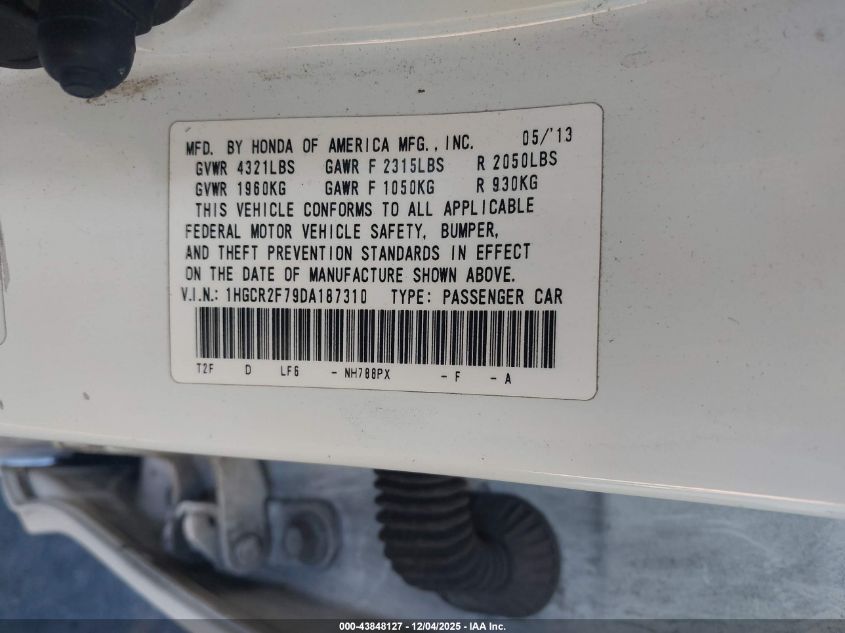 MFD. BY HONDA OF AMERICA MFG., INC. 05/'13
GVWR 4321LBS GAWR F 2315LBS R 2050LBS
GVWR 1960KG GAWR F 1050KG R 930KG
THIS VEHICLE CONFORMS TO ALL APPLICABLE
FEDERAL MOTOR VEHICLE SAFETY, BUMPER,
AND THEFT PREVENTION STANDARDS IN EFFECT
ON THE DATE OF MANUFACTURE SHOWN ABOVE.
V.I.N.: 1HGCR2F79DA187310 TYPE: PASSENGER CAR
T2F D LF6 - NH788PX - F - A
000-43848127 - 12/04/2025 - IAA Inc.